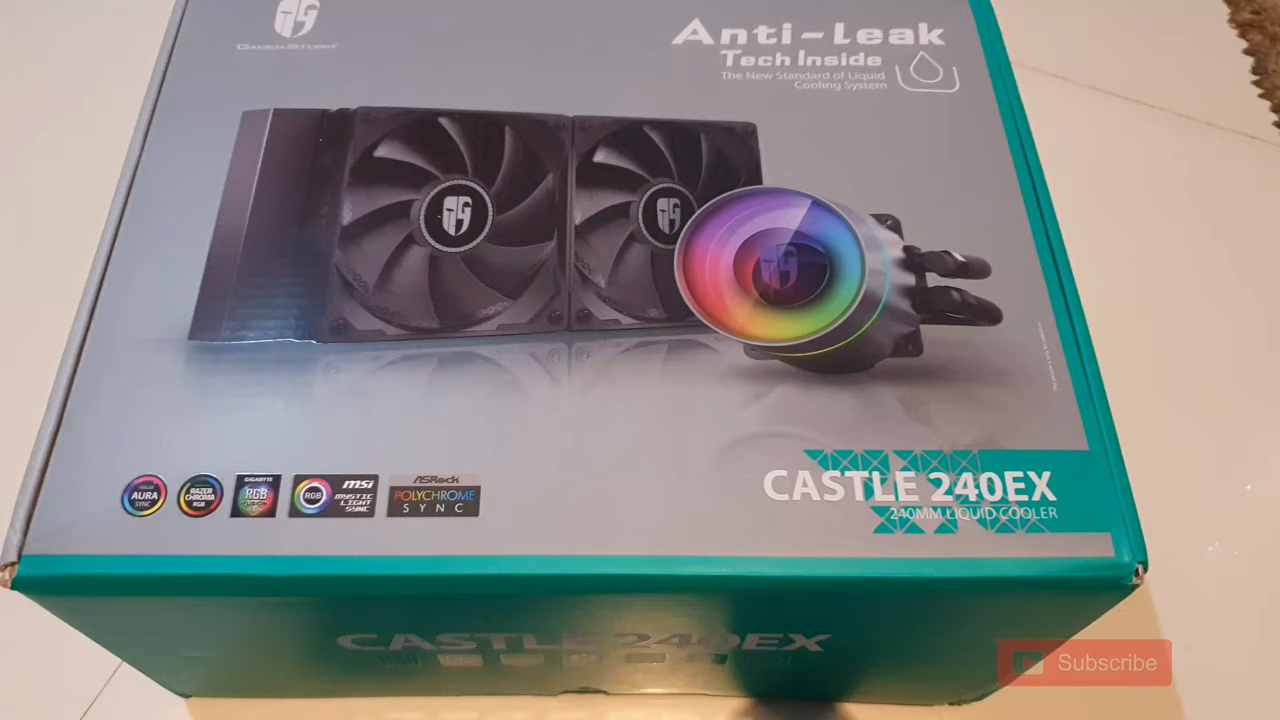 Gamer Storm
Anti-Leak
Tech Inside
The New Standard of Liquid
Cooling System
AURA
SYNC
RAZER
CHROMA
RGB
GIGABYTE
RGB
FUSION
RGB
msi
MYSTIC
LIGHT
SYNC
ASRock
POLYCHROME
SYNC
CASTLE 240EX
240MM LIQUID COOLER
CASTLE 240EX
Subscribe